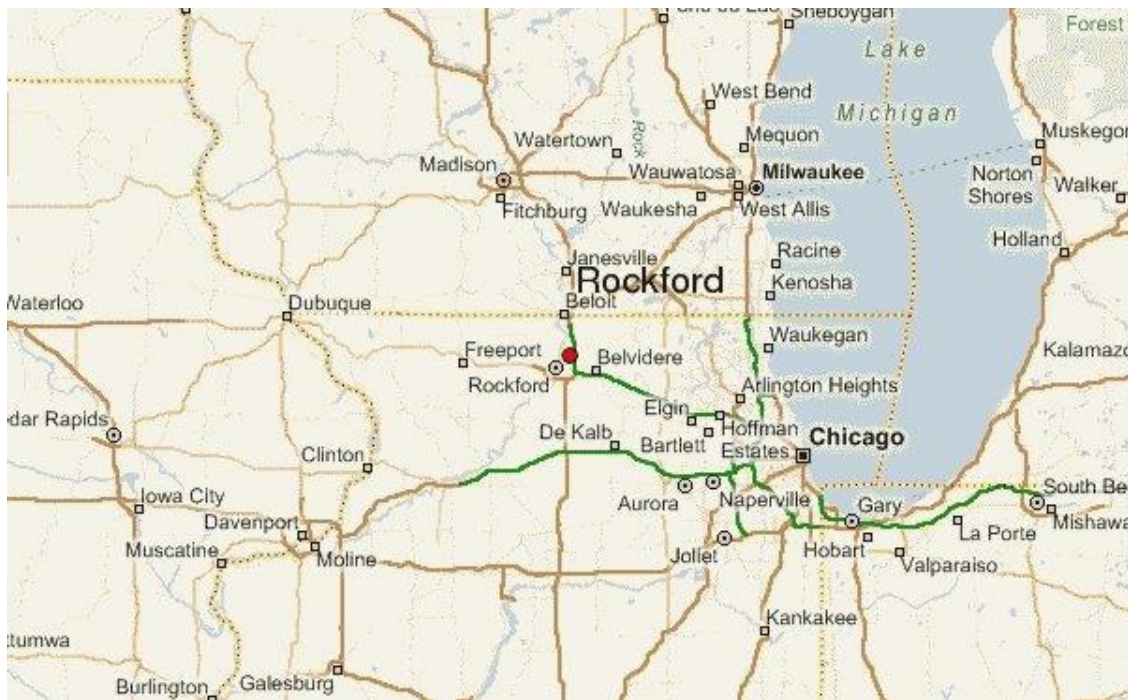 Sheboygan
Forest
Lake
Michigan
West Bend
Rock
Watertown
Mequon
Muskegon
Madison
Wauwatosa
Milwaukee
Norton
Shores
Walker
Fitchburg
Waukesha
West Allis
Janesville
Racine
Holland
Rockford
Kenosha
Waterloo
Dubuque
Beloit
Waukegan
Freeport
Belvidere
Kalamazo
Rockford
Arlington Heights
edar Rapids
Elgin
Hoffman
Estates
De Kalb
Bartlett
Chicago
Clinton
Iowa City
Aurora
Naperville
Gary
South Be
Mishawa
Davenport
La Porte
Muscatine
Moline
Joliet
Hobart
Valparaiso
Kankakee
ttumwa
Galesburg
Burlington